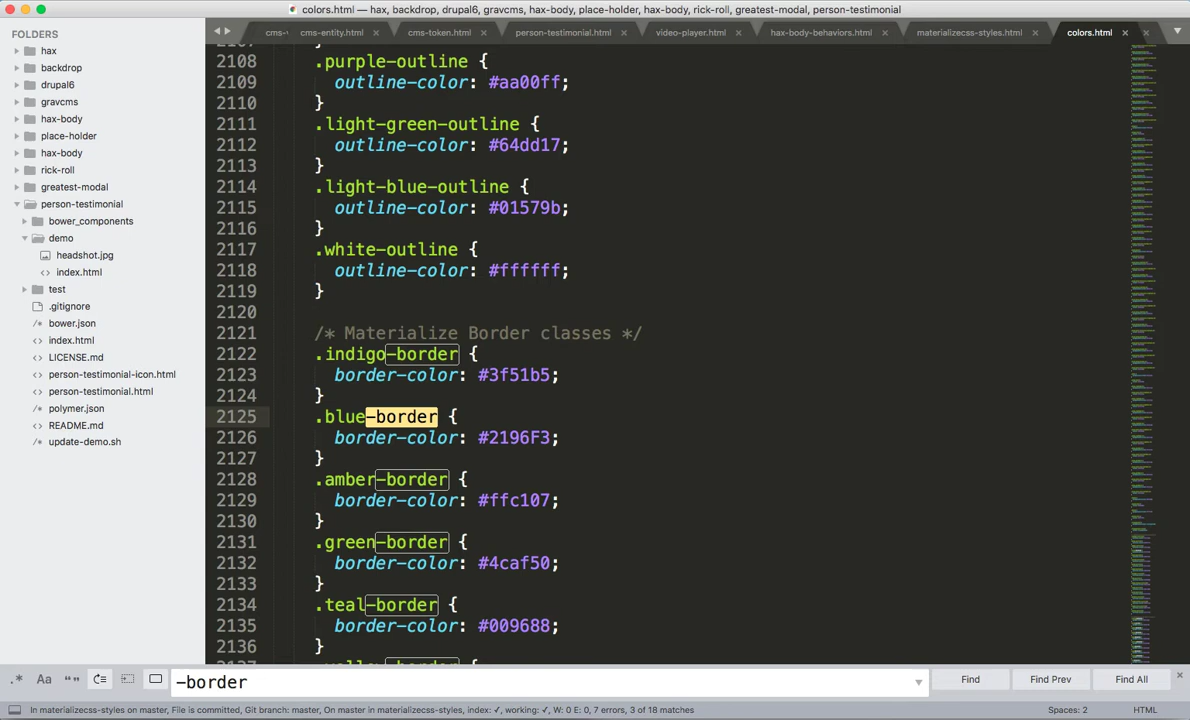 colors.html — hax, backdrop, drupal6, gravcms, hax-body, place-holder, hax-body, rick-roll, greatest-modal, person-testimonial
FOLDERS
hax
backdrop
drupal6
gravcms
hax-body
place-holder
hax-body
rick-roll
greatest-modal
person-testimonial
bower_components
demo
headshot.jpg
index.html
test
.gitignore
bower.json
index.html
LICENSE.md
person-testimonial-icon.html
person-testimonial.html
polymer.json
README.md
update-demo.sh
cms- cms-entity.html cms-token.html person-testimonial.html video-player.html hax-body-behaviors.html materializecss-styles.html colors.html
2107 }
2108 .purple-outline {
2109 outline-color: #aa00ff;
2110 }
2111 .light-green-outline {
2112 outline-color: #64dd17;
2113 }
2114 .light-blue-outline {
2115 outline-color: #01579b;
2116 }
2117 .white-outline {
2118 outline-color: #ffffff;
2119 }
2120
2121 /* Materialize Border classes */
2122 .indigo-border {
2123 border-color: #3f51b5;
2124 }
2125 .blue-border {
2126 border-color: #2196F3;
2127 }
2128 .amber-border {
2129 border-color: #ffc107;
2130 }
2131 .green-border {
2132 border-color: #4caf50;
2133 }
2134 .teal-border {
2135 border-color: #009688;
2136 }
2137 .yellow-border {
.* Aa “” -border Find Find Prev Find All
In materializecss-styles on master, File is committed, Git branch: master, On master in materializecss-styles, index: ✓, working: ✓, W: 0 E: 0, 7 errors, 3 of 18 matches Spaces: 2 HTML